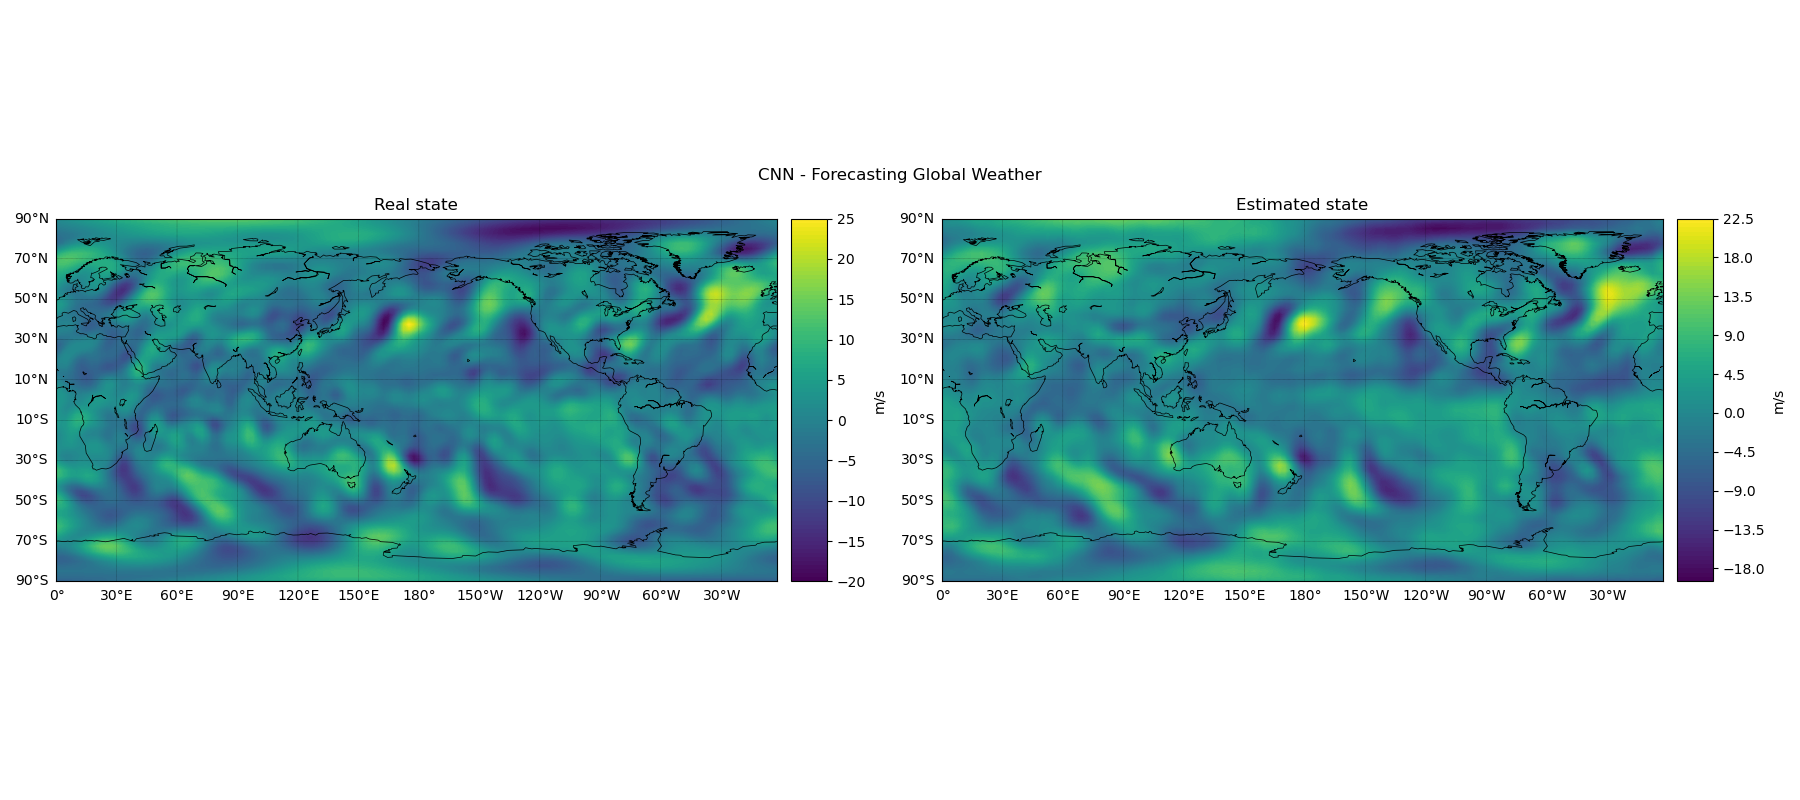 CNN - Forecasting Global Weather
Real state
90°N
70°N
50°N
30°N
10°N
10°S
30°S
50°S
70°S
90°S
0° 30°E 60°E 90°E 120°E 150°E 180° 150°W 120°W 90°W 60°W 30°W
25
20
15
10
5
0
−5
−10
−15
−20
m/s
Estimated state
90°N
70°N
50°N
30°N
10°N
10°S
30°S
50°S
70°S
90°S
0° 30°E 60°E 90°E 120°E 150°E 180° 150°W 120°W 90°W 60°W 30°W
22.5
18.0
13.5
9.0
4.5
0.0
−4.5
−9.0
−13.5
−18.0
m/s